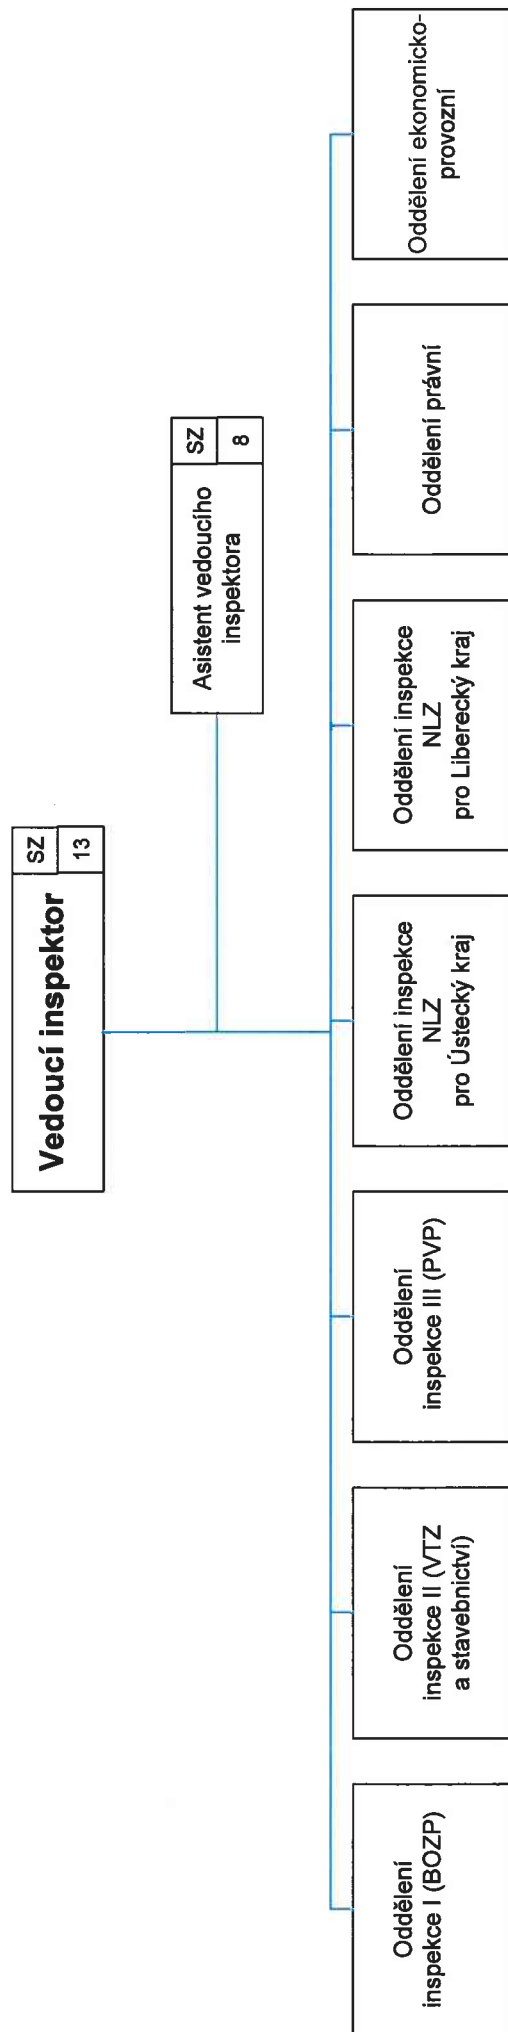 Vedoucí inspektor
SZ
13
Asistent vedoucího
inspektora
SZ
8
Oddělení
inspekce I (BOZP)
Oddělení
inspekce II (VTZ
a stavebnictví)
Oddělení
inspekce III (PVP)
Oddělení inspekce
NLZ
pro Ústecký kraj
Oddělení inspekce
NLZ
pro Liberecký kraj
Oddělení právní
Oddělení ekonomicko-
provozní